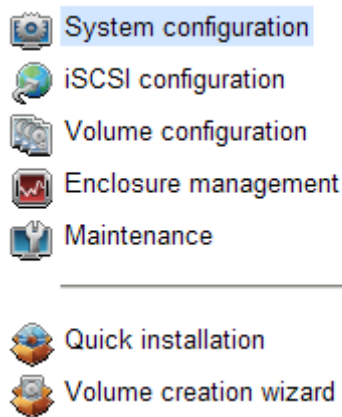 System configuration
iSCSI configuration
Volume configuration
Enclosure management
Maintenance
Quick installation
Volume creation wizard